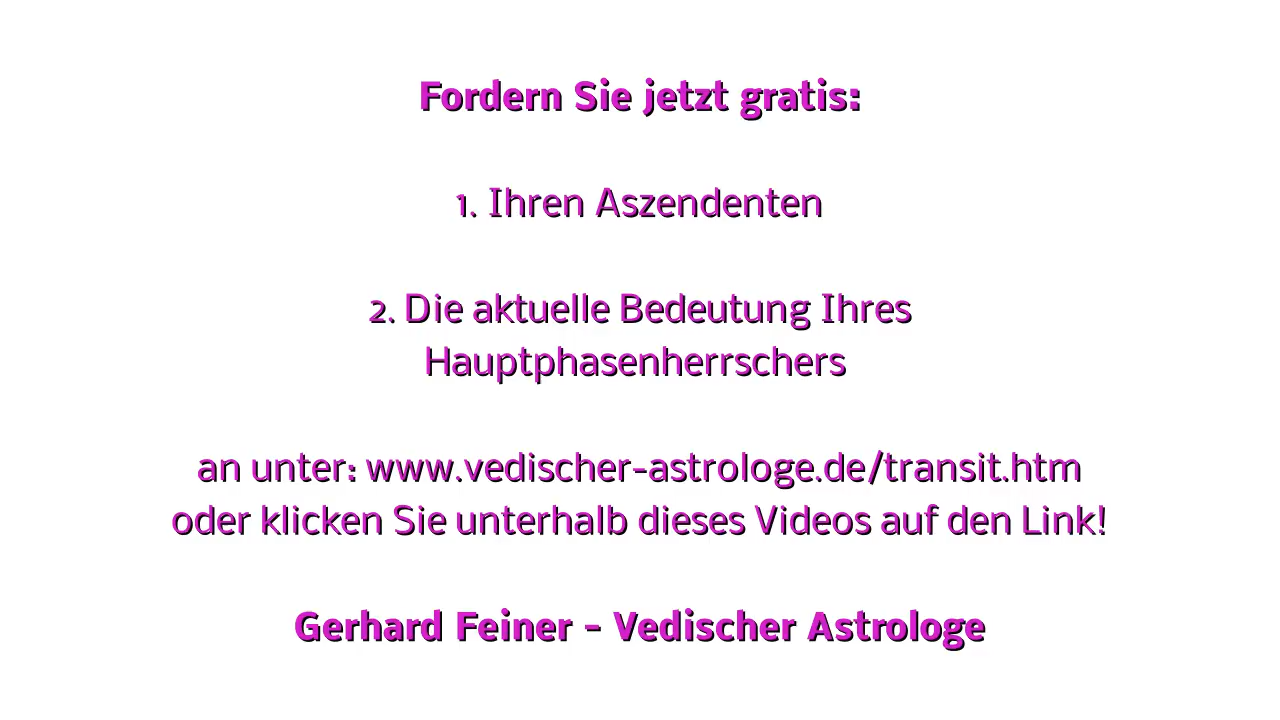 Fordern Sie jetzt gratis:
1. Ihren Aszendenten
2. Die aktuelle Bedeutung Ihres
Hauptphasenherrschers
an unter: www.vedischer-astrologe.de/transit.htm
oder klicken Sie unterhalb dieses Videos auf den Link!
Gerhard Feiner - Vedischer Astrologe